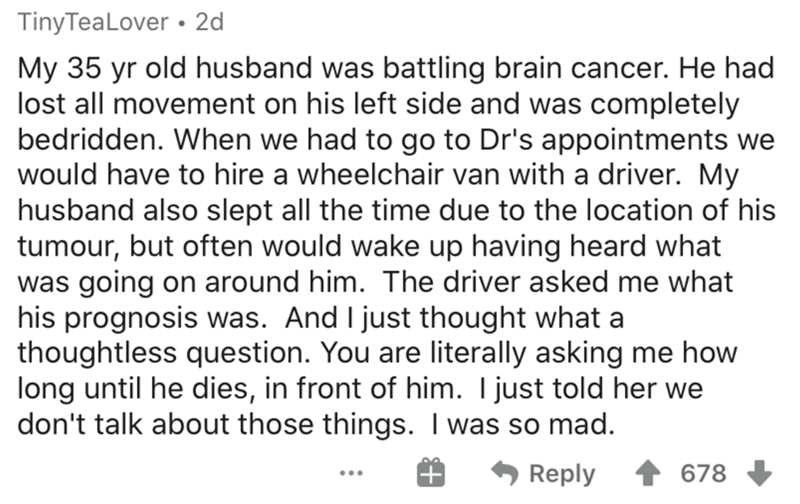 TinyTeaLover • 2d
My 35 yr old husband was battling brain cancer. He had
lost all movement on his left side and was completely
bedridden. When we had to go to Dr's appointments we
would have to hire a wheelchair van with a driver.  My
husband also slept all the time due to the location of his
tumour, but often would wake up having heard what
was going on around him.  The driver asked me what
his prognosis was.  And I just thought what a
thoughtless question. You are literally asking me how
long until he dies, in front of him.  I just told her we
don't talk about those things.  I was so mad.
... Reply 678